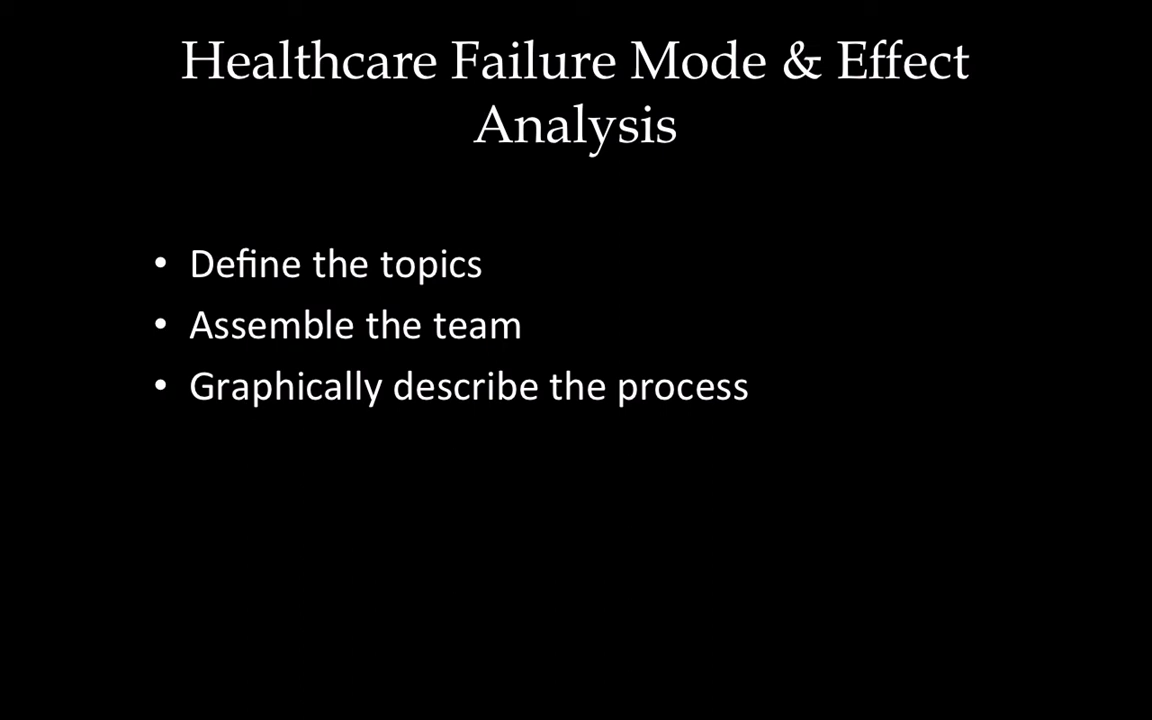 Healthcare Failure Mode & Effect
Analysis
• Define the topics
• Assemble the team
• Graphically describe the process